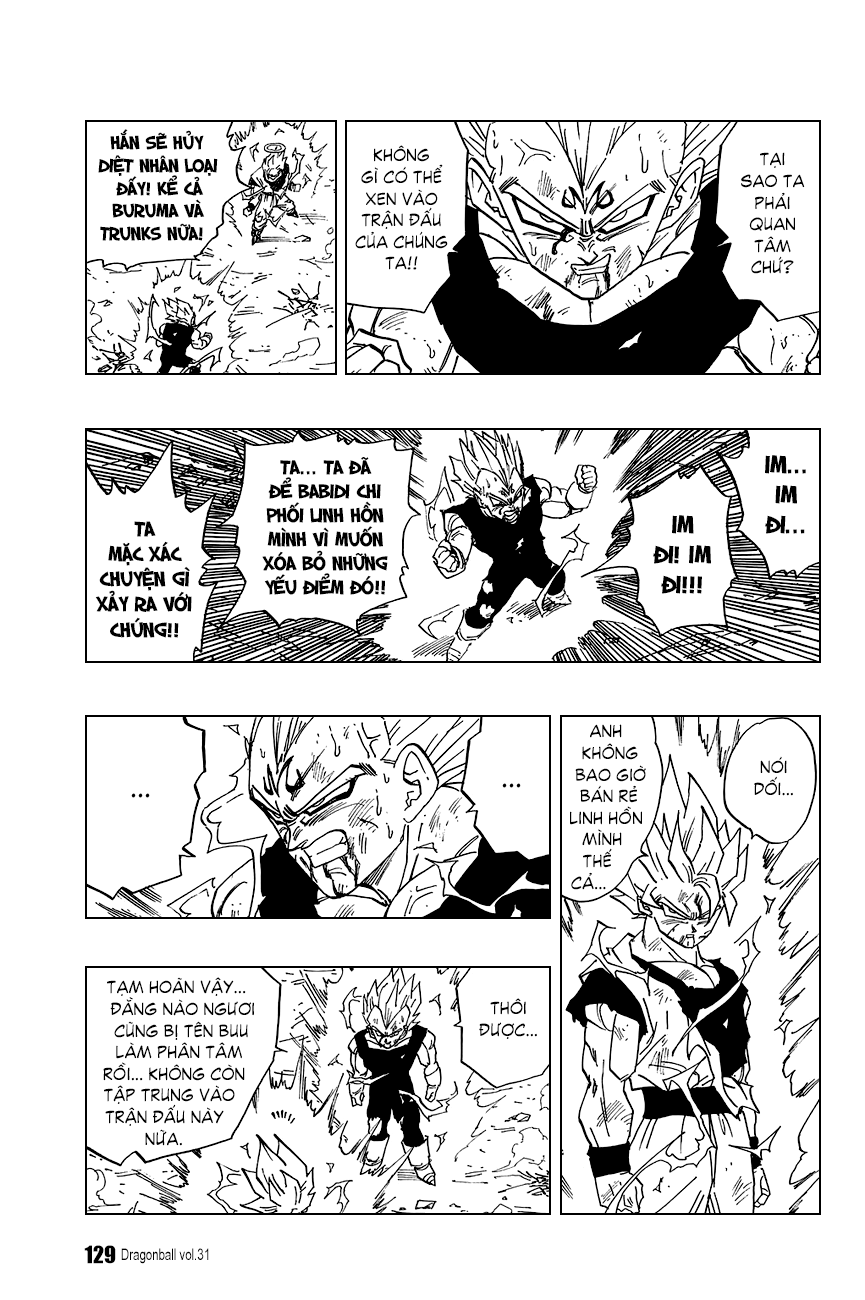 TẠI
SAO TA
PHẢI
QUAN
TÂM
CHỨ?
KHÔNG
GÌ CÓ THỂ
XEN VÀO
TRẬN ĐẤU
CỦA CHÚNG
TA!!
HẮN SẼ HỦY
DIỆT NHÂN LOẠI
ĐẤY! KỂ CẢ
BURUMA VÀ
TRUNKS NỮA!
IM...
IM
ĐI...
IM
ĐI! IM
ĐI!!!
TA... TA ĐÃ
ĐỂ BABIDI CHI
PHỐI LINH HỒN
MÌNH VÌ MUỐN
XÓA BỎ NHỮNG
YẾU ĐIỂM ĐÓ!!
TA
MẶC XÁC
CHUYỆN GÌ
XẢY RA VỚI
CHÚNG!!
NÓI
DỐI...
ANH
KHÔNG
BAO GIỜ
BÁN RẺ
LINH HỒN
MÌNH
THẾ
CẢ...
...
...
THÔI
ĐƯỢC...
TẠM HOÃN VẬY...
ĐẰNG NÀO NGƯƠI
CŨNG BỊ TÊN BUU
LÀM PHÂN TÂM
RỒI... KHÔNG CÒN
TẬP TRUNG VÀO
TRẬN ĐẤU NÀY
NỮA.
129 Dragonball vol.31